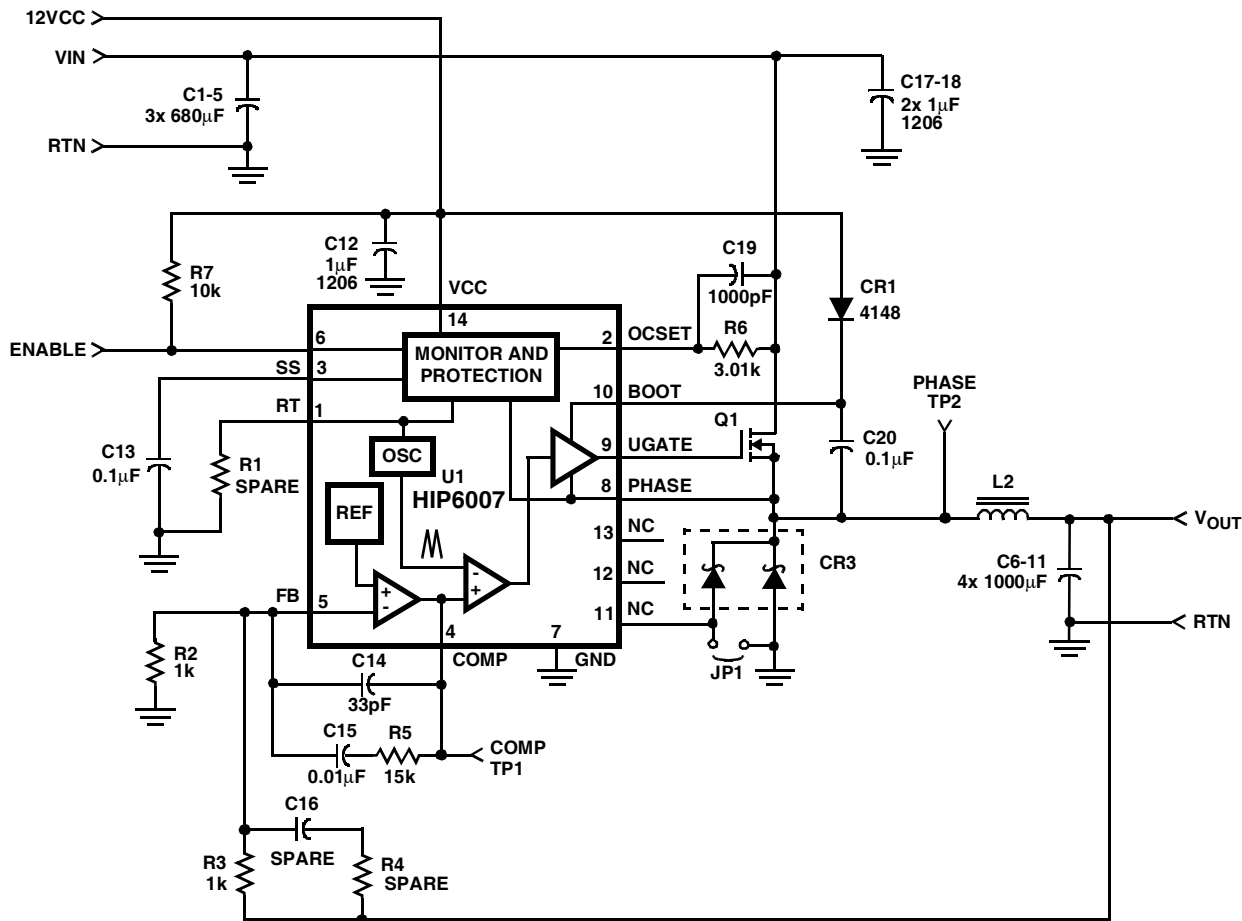 12VCC
VIN
C1-5
3x 680µF
RTN
C17-18
2x 1µF
1206
R7
10k
C12
1µF
1206
VCC
14
C19
1000pF
CR1
4148
ENABLE
6
MONITOR AND
PROTECTION
2
OCSET
R6
3.01k
SS
3
RT
1
10
BOOT
PHASE
TP2
Q1
C13
0.1µF
R1
SPARE
OSC
U1
HIP6007
REF
9
UGATE
C20
0.1µF
8
PHASE
L2
VOUT
13
NC
CR3
12
NC
C6-11
4x 1000µF
FB
5
+
-
-
+
11
NC
RTN
4
COMP
7
GND
JP1
R2
1k
C14
33pF
C15
0.01µF
R5
15k
COMP
TP1
C16
SPARE
R3
1k
R4
SPARE